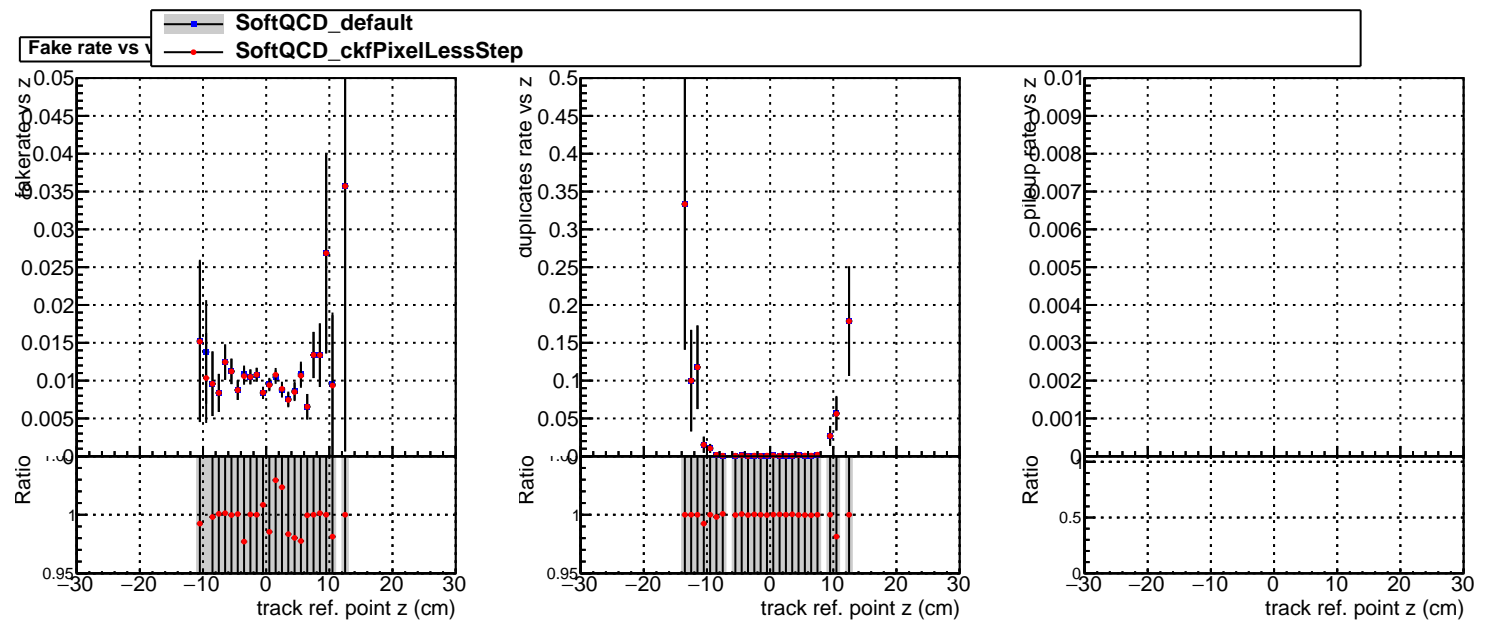 SoftQCD_default
SoftQCD_ckfPixelLessStep
Fake rate vs v
fakerate vs z
0.05
0.045
0.04
0.035
0.03
0.025
0.02
0.015
0.01
0.005
0
Ratio
1
0.95
−30 −20 −10 0 10 20 30
track ref. point z (cm)
duplicates rate vs z
0.5
0.45
0.4
0.35
0.3
0.25
0.2
0.15
0.1
0.05
0
Ratio
1
0.95
−30 −20 −10 0 10 20 30
track ref. point z (cm)
pileup rate vs z
0.01
0.009
0.008
0.007
0.006
0.005
0.004
0.003
0.002
0.001
0
Ratio
1
0.5
0
−30 −20 −10 0 10 20 30
track ref. point z (cm)